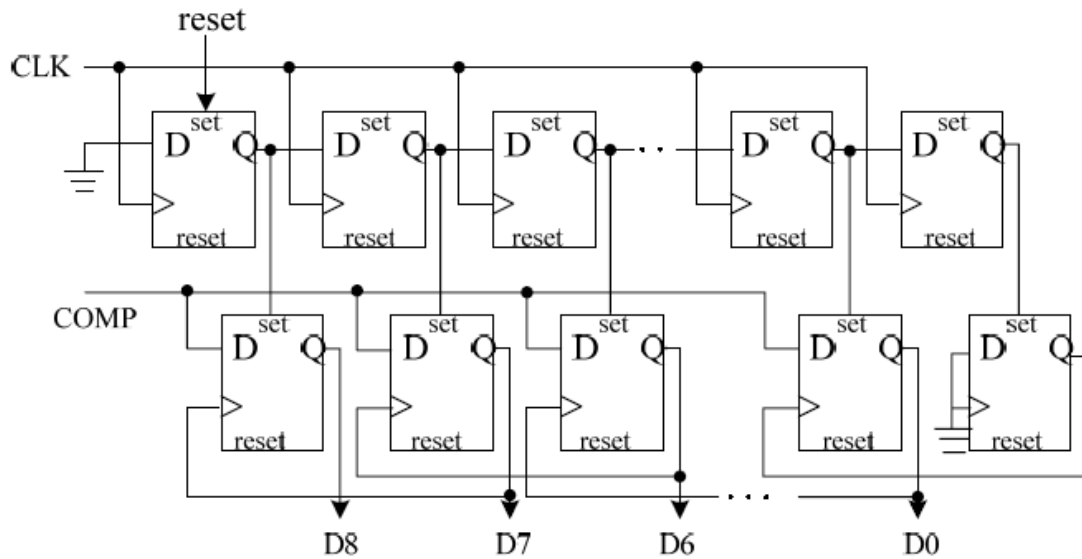 reset
CLK
set set set set set
D Q D Q D Q D Q D Q
reset reset reset reset reset
COMP
set set set set set
D Q D Q D Q D Q D Q
reset reset reset reset reset
D8 D7 D6 D0